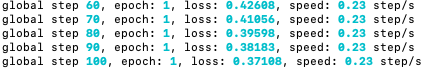 global step 60, epoch: 1, loss: 0.42608, speed: 0.23 step/s
global step 70, epoch: 1, loss: 0.41056, speed: 0.23 step/s
global step 80, epoch: 1, loss: 0.39598, speed: 0.23 step/s
global step 90, epoch: 1, loss: 0.38183, speed: 0.23 step/s
global step 100, epoch: 1, loss: 0.37108, speed: 0.23 step/s